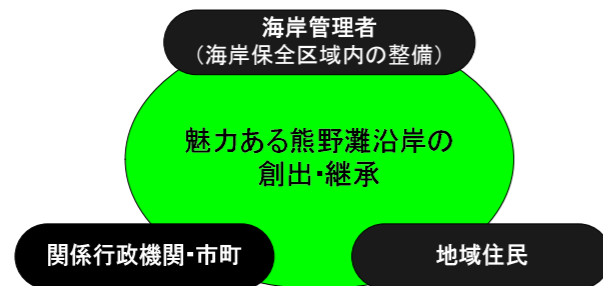 海岸管理者
（海岸保全区域内の整備）
魅力ある熊野灘沿岸の
創出・継承
関係行政機関・市町
地域住民